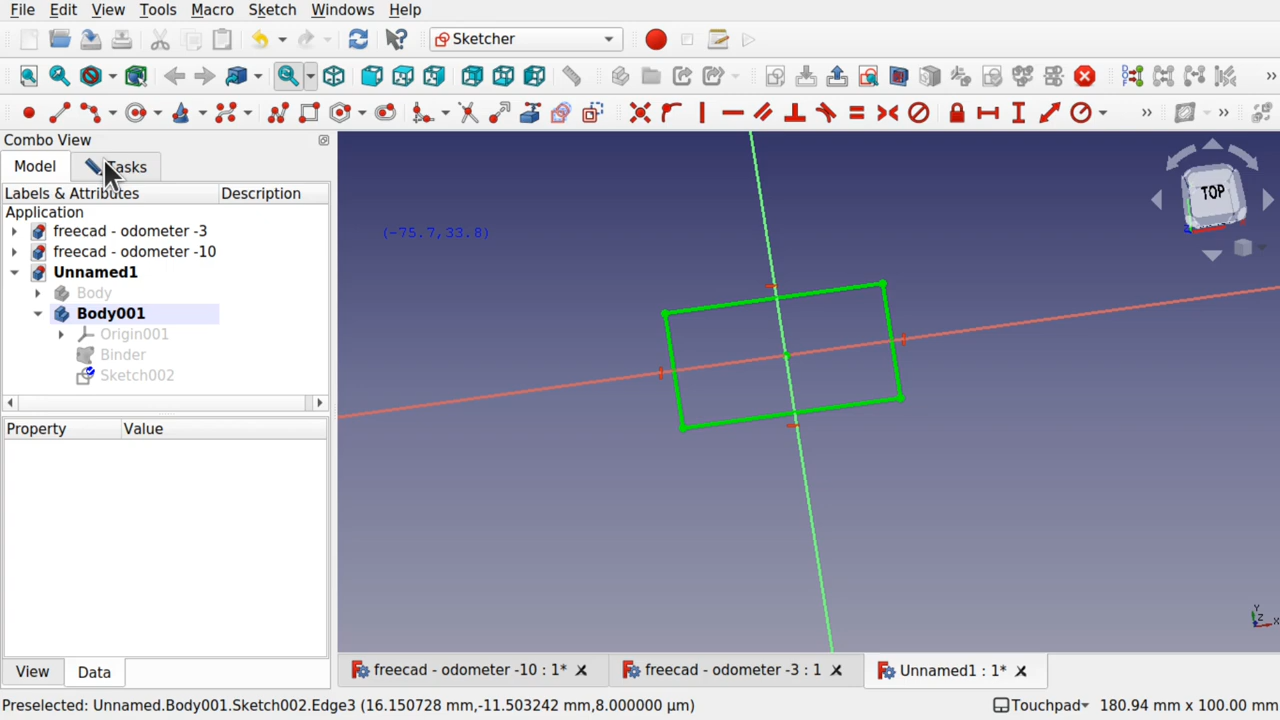 File Edit View Tools Macro Sketch Windows Help
Sketcher
Combo View
Model Tasks
Labels & Attributes Description
Application
freecad - odometer -3
freecad - odometer -10
Unnamed1
Body
Body001
Origin001
Binder
Sketch002
Property Value
View Data
(-75.7,33.8)
TOP
Y
Z
X
freecad - odometer -10 : 1* freecad - odometer -3 : 1 Unnamed1 : 1*
Preselected: Unnamed.Body001.Sketch002.Edge3 (16.150728 mm,-11.503242 mm,8.000000 µm) Touchpad 180.94 mm x 100.00 mm